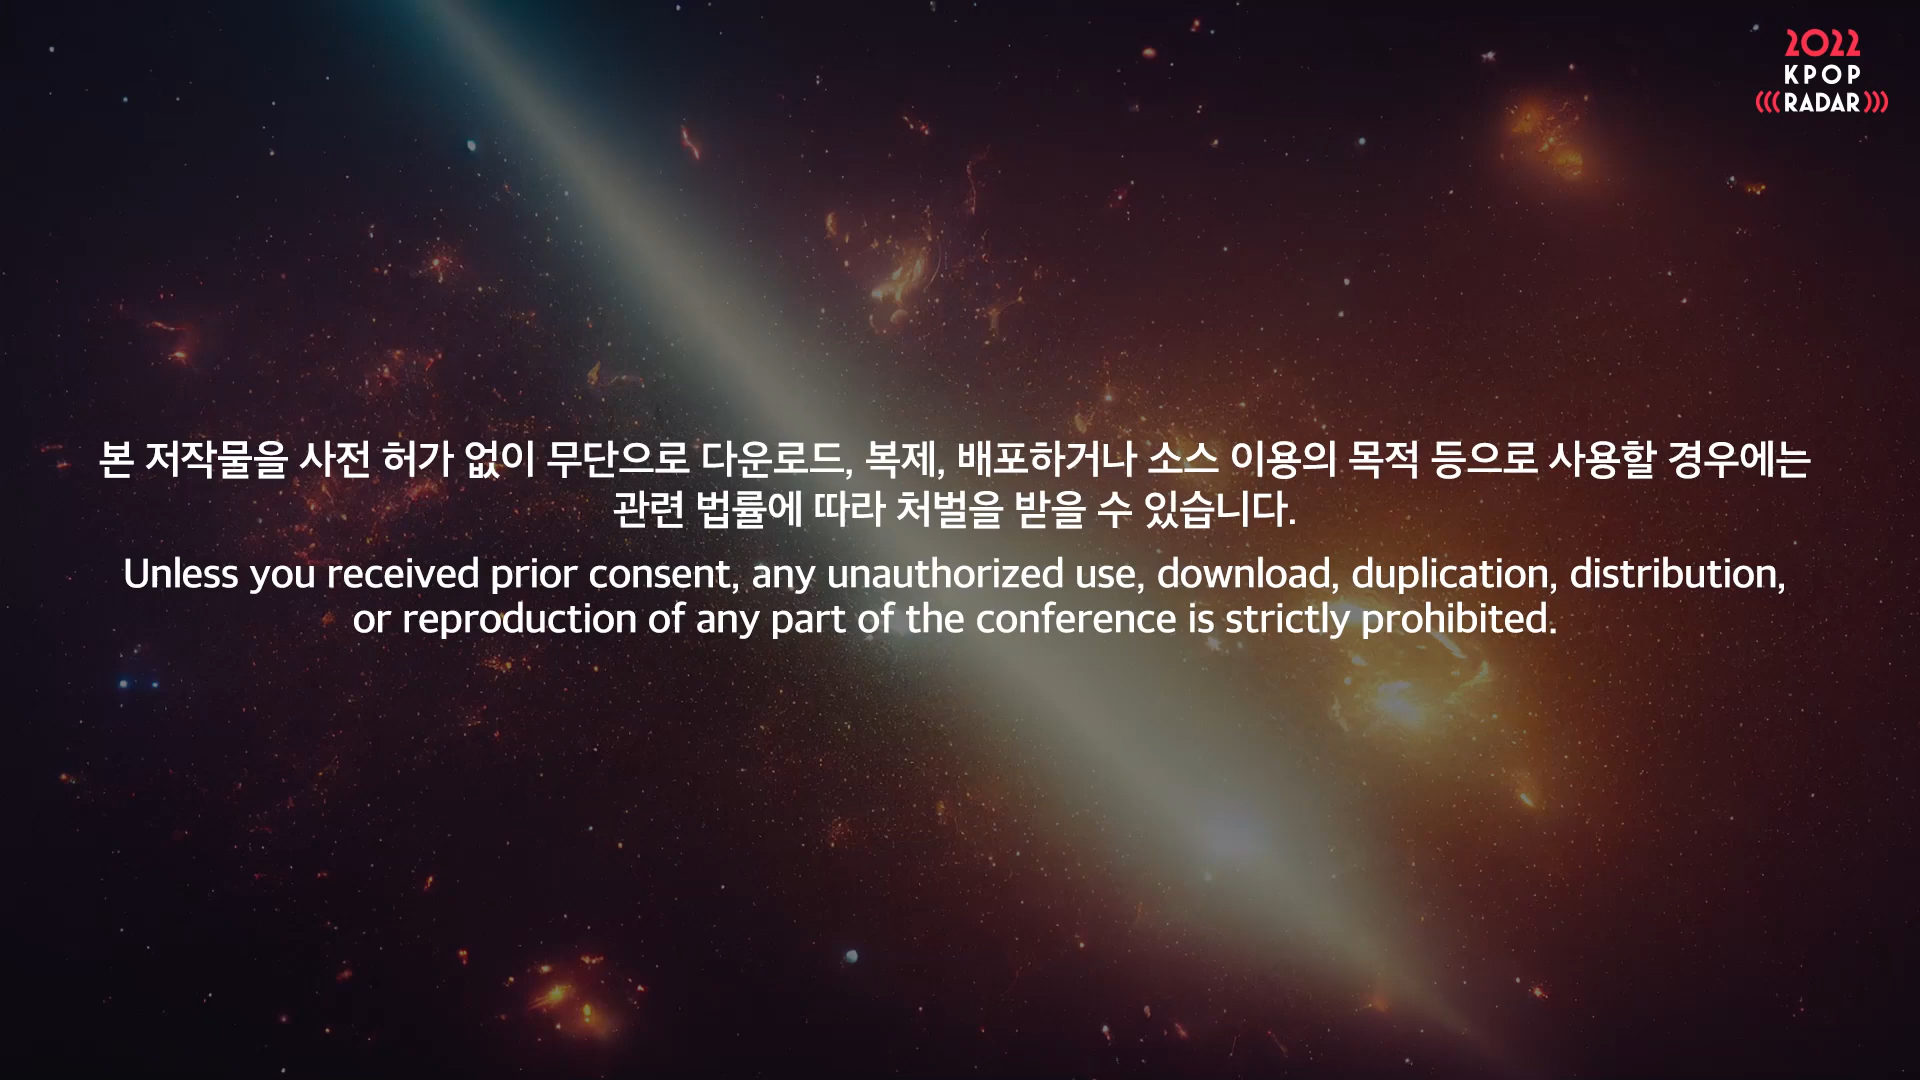 2022
KPOP
RADAR
본 저작물을 사전 허가 없이 무단으로 다운로드, 복제, 배포하거나 소스 이용의 목적 등으로 사용할 경우에는
관련 법률에 따라 처벌을 받을 수 있습니다.
Unless you received prior consent, any unauthorized use, download, duplication, distribution,
or reproduction of any part of the conference is strictly prohibited.